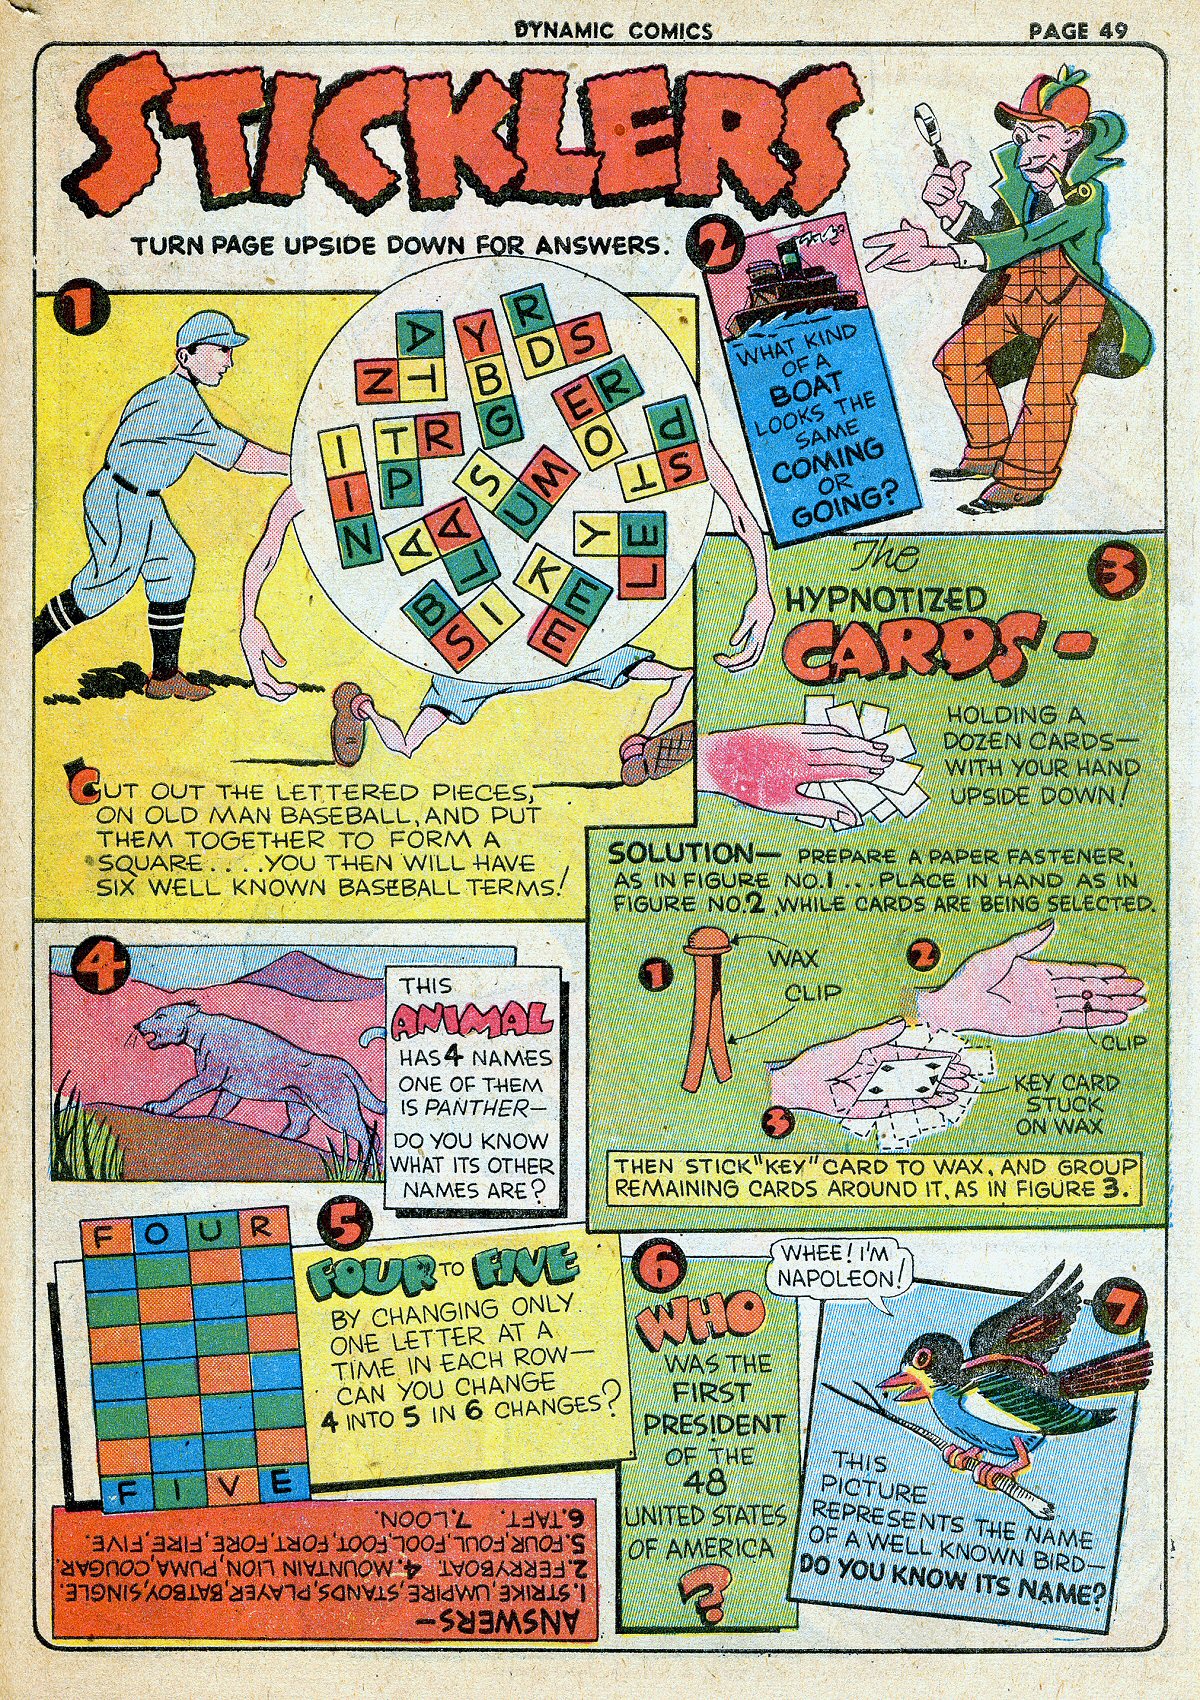 DYNAMIC COMICS
PAGE 49
STICKLERS
TURN PAGE UPSIDE DOWN FOR ANSWERS.
1
A
N T
Y
B
G
R
D S
E R
O
P
T S
I
I
N
T R
P
S
U M
A
A L
Y E
L
K E
E
B
S I
CUT OUT THE LETTERED PIECES,
ON OLD MAN BASEBALL, AND PUT
THEM TOGETHER TO FORM A
SQUARE....YOU THEN WILL HAVE
SIX WELL KNOWN BASEBALL TERMS!
2
WHAT KIND
OF A
BOAT
LOOKS THE
SAME
COMING
OR
GOING?
3
The
HYPNOTIZED
CARDS-
HOLDING A
DOZEN CARDS—
WITH YOUR HAND
UPSIDE DOWN!
SOLUTION— PREPARE A PAPER FASTENER,
AS IN FIGURE NO.1...PLACE IN HAND AS IN
FIGURE NO.2, WHILE CARDS ARE BEING SELECTED.
1
WAX
CLIP
2
CLIP
3
KEY CARD
STUCK
ON WAX
THEN STICK "KEY" CARD TO WAX, AND GROUP
REMAINING CARDS AROUND IT, AS IN FIGURE 3.
4
THIS
ANIMAL
HAS 4 NAMES
ONE OF THEM
IS PANTHER—
DO YOU KNOW
WHAT ITS OTHER
NAMES ARE?
5
FOUR
FIVE
FOUR TO FIVE
BY CHANGING ONLY
ONE LETTER AT A
TIME IN EACH ROW—
CAN YOU CHANGE
4 INTO 5 IN 6 CHANGES?
6
WHO
WAS THE
FIRST
PRESIDENT
OF THE
48
UNITED STATES
OF AMERICA
?
7
WHEE! I'M
NAPOLEON!
THIS
PICTURE
REPRESENTS THE NAME
OF A WELL KNOWN BIRD—
DO YOU KNOW ITS NAME?
ANSWERS—
1. STRIKE, UMPIRE, STANDS, PLAYER, BATBOY, SINGLE.
2. FERRYBOAT. 4. MOUNTAIN LION, PUMA, COUGAR.
5. FOUR, FOUL, FOOL, FOOT, FORT, FORE, FIRE, FIVE.
6. TAFT. 7. LOON.